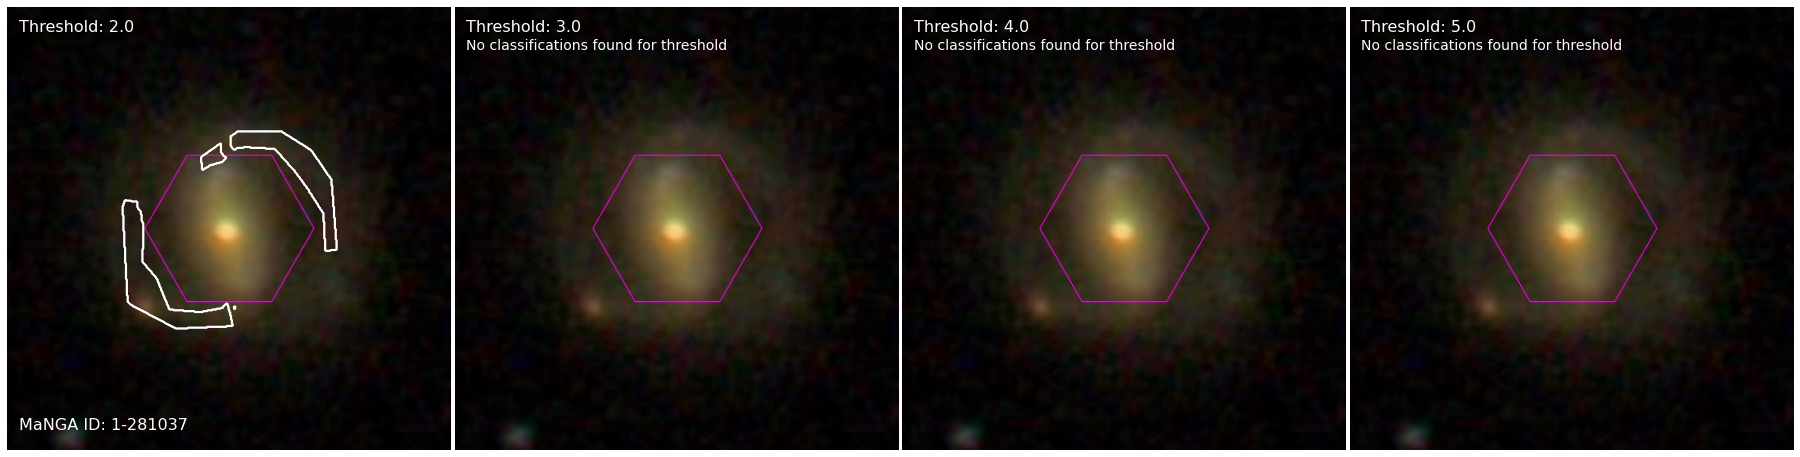 Threshold: 2.0
MaNGA ID: 1-281037
Threshold: 3.0
No classifications found for threshold
Threshold: 4.0
No classifications found for threshold
Threshold: 5.0
No classifications found for threshold